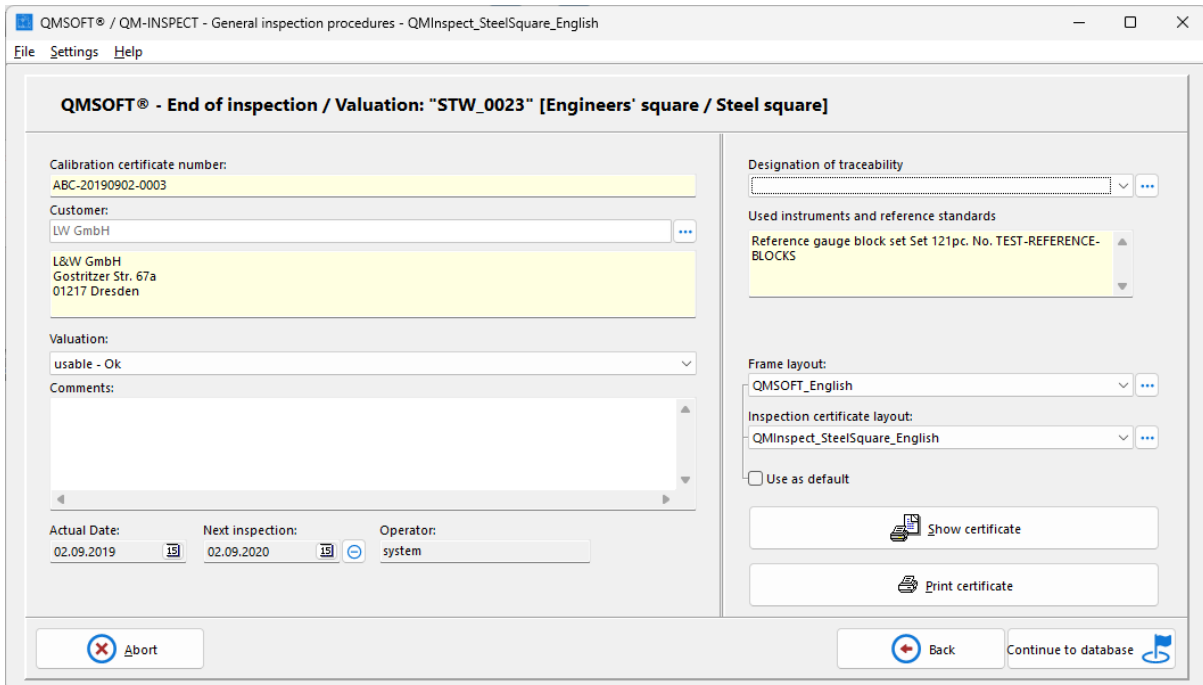 QMSOFT® / QM-INSPECT - General inspection procedures - QMInspect_SteelSquare_English
File Settings Help
QMSOFT® - End of inspection / Valuation: "STW_0023" [Engineers' square / Steel square]
Calibration certificate number:
ABC-20190902-0003
Customer:
LW GmbH
L&W GmbH
Gostritzer Str. 67a
01217 Dresden
Valuation:
usable - Ok
Comments:
Actual Date: Next inspection: Operator:
02.09.2019 15 02.09.2020 15 system
Designation of traceability
Used instruments and reference standards
Reference gauge block set Set 121pc. No. TEST-REFERENCE-
BLOCKS
Frame layout:
QMSOFT_English
Inspection certificate layout:
QMInspect_SteelSquare_English
Use as default
Show certificate
Print certificate
Abort Back Continue to database